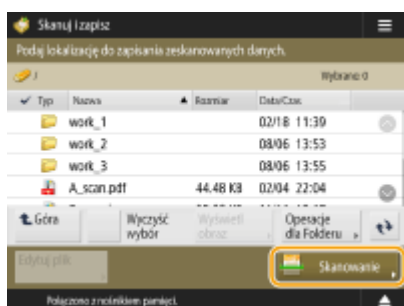 Skanuj i zapisz
Podaj lokalizację do zapisania zeskanowanych danych.
/ Wybrane: 0
Typ Nazwa Rozmiar Data/Czas
work_1 02/18 11:39
work_2 08/06 13:53
work_3 08/06 13:55
A_scan.pdf 44.48 KB 02/04 22:04
Góra Wyczyść wybór Wyświetl obraz Operacje dla Folderu
Edytuj plik Skanowanie
Połączono z nośnikiem pamięci.